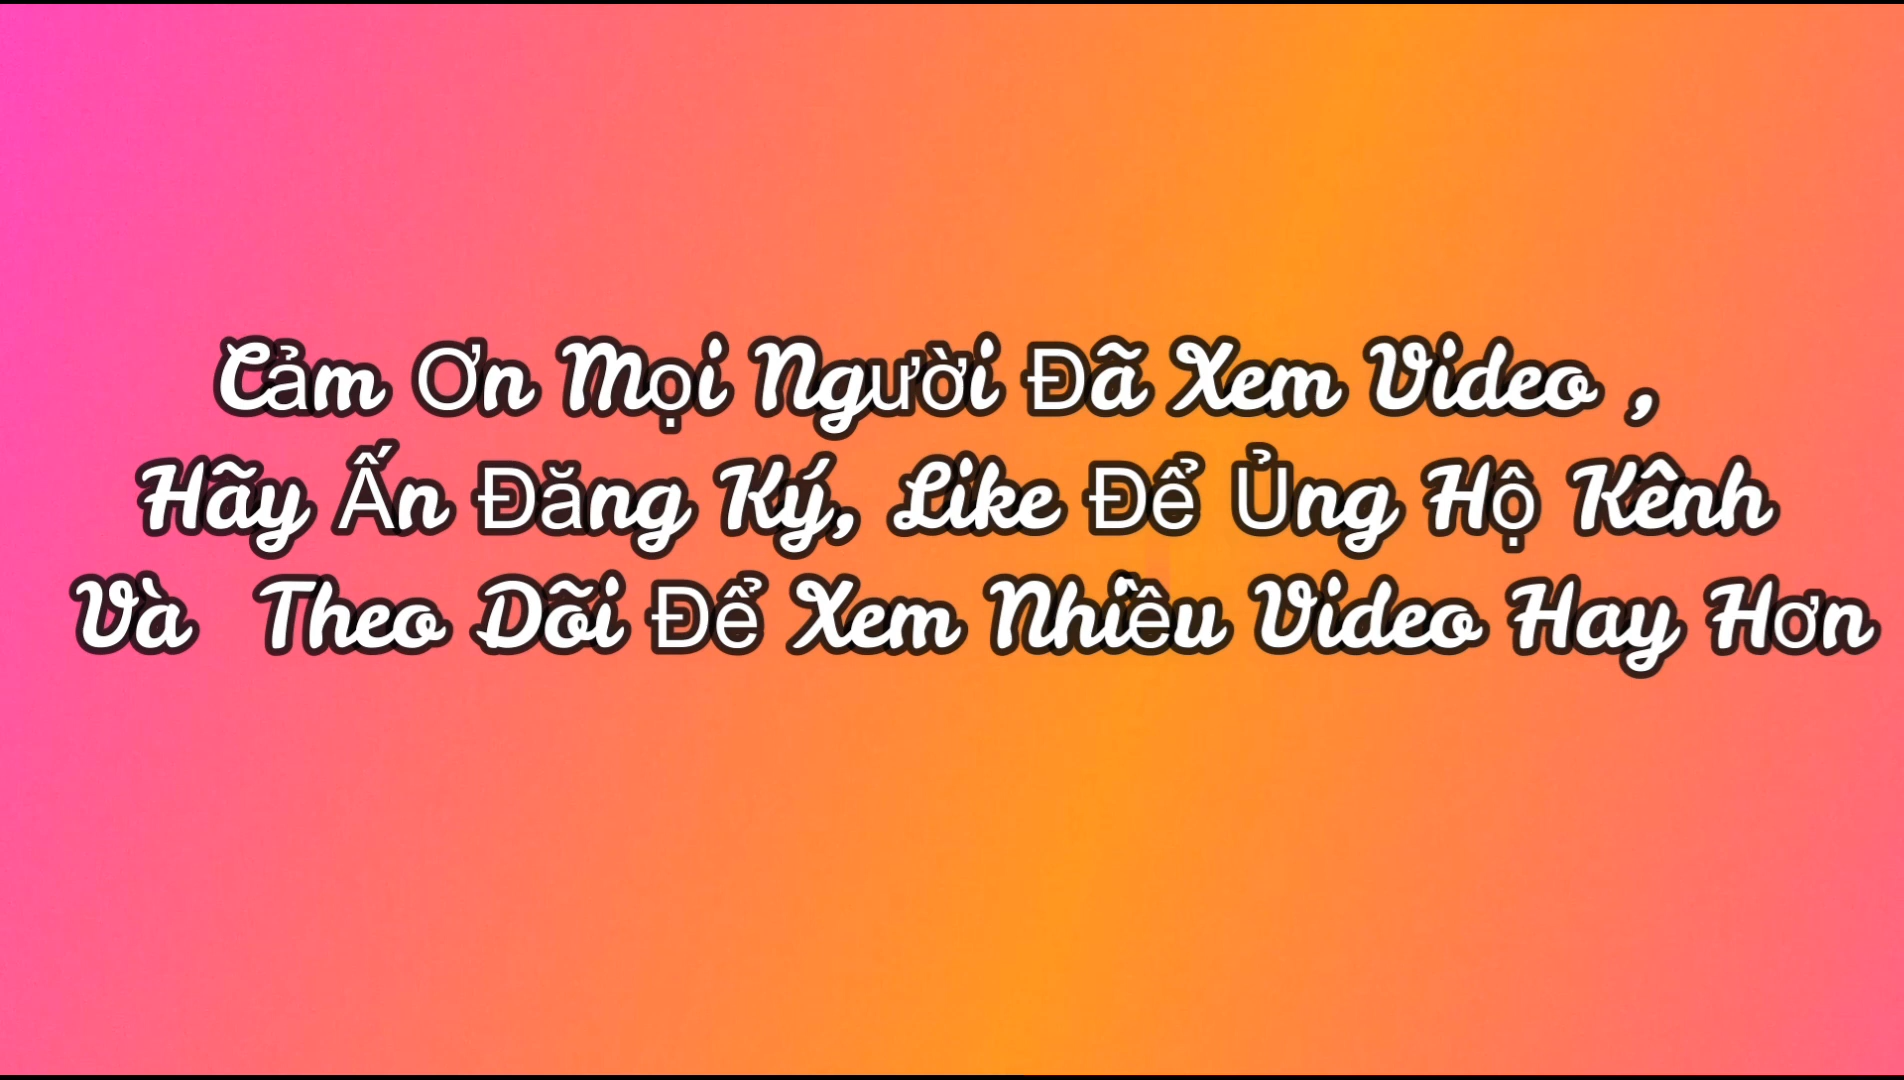 Cảm Ơn Mọi Người Đã Xem Video ,
Hãy Ấn Đăng Ký, Like Để Ủng Hộ Kênh
Và  Theo Dõi Để Xem Nhiều Video Hay Hơn